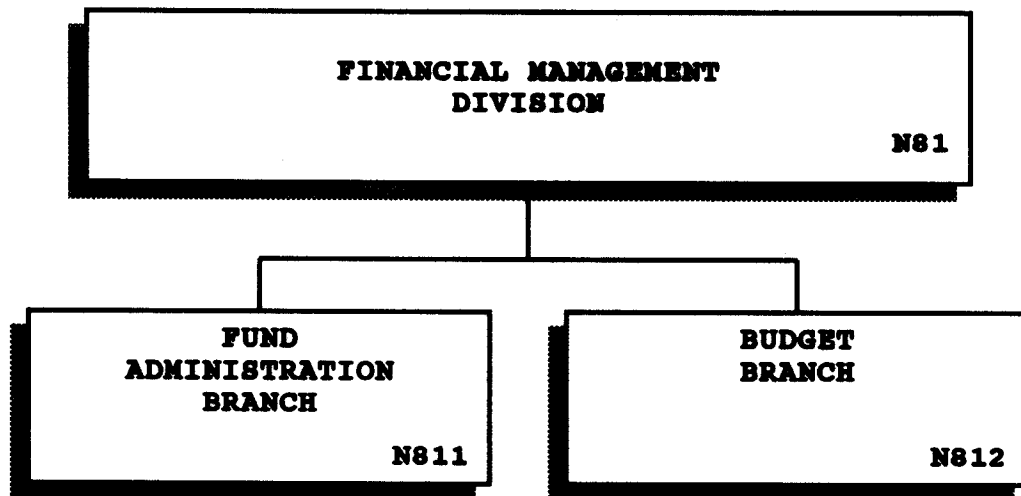 FINANCIAL MANAGEMENT
DIVISION
N81
FUND
ADMINISTRATION
BRANCH
N811
BUDGET
BRANCH
N812